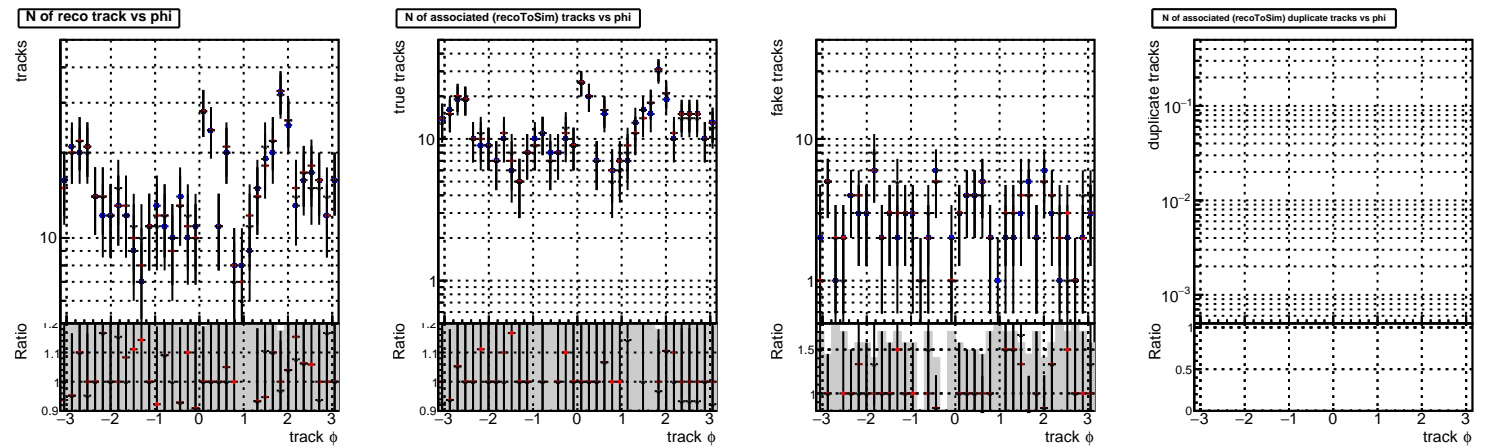 N of reco track vs phi
tracks
10
Ratio
1.2
1.1
1
0.9
−3 −2 −1 0 1 2 3
track ϕ
N of associated (recoToSim) tracks vs phi
true tracks
10
1
Ratio
1.2
1.1
1
0.9
−3 −2 −1 0 1 2 3
track ϕ
fake tracks
10
1
Ratio
1.5
1
−3 −2 −1 0 1 2 3
track ϕ
N of associated (recoToSim) duplicate tracks vs phi
duplicate tracks
10⁻¹
10⁻²
10⁻³
Ratio
1
0.5
0
−3 −2 −1 0 1 2 3
track ϕ